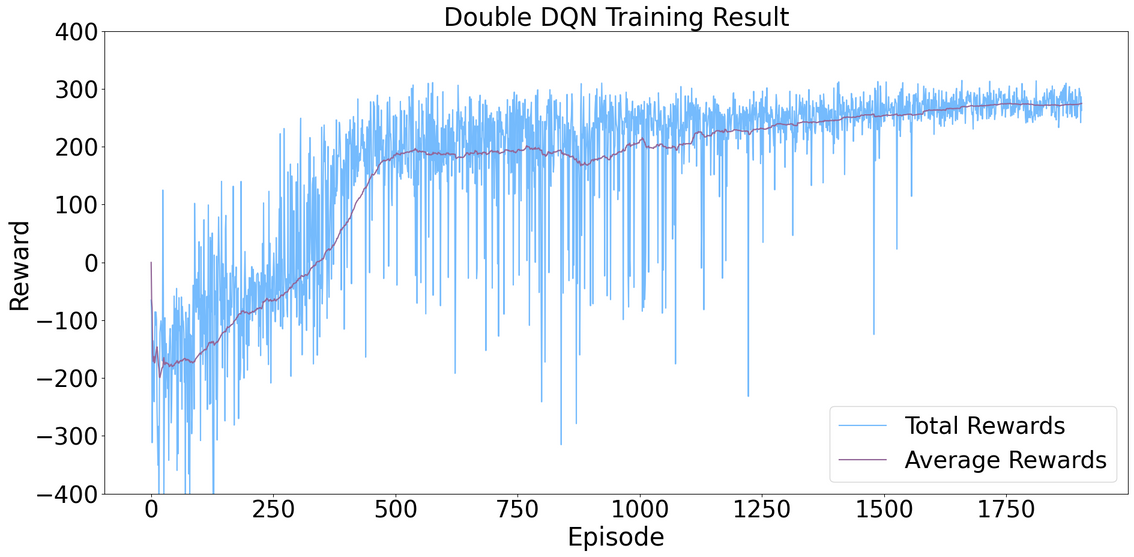 Double DQN Training Result
400
300
200
100
0
−100
−200
−300
−400
Reward
Total Rewards
Average Rewards
0 250 500 750 1000 1250 1500 1750
Episode